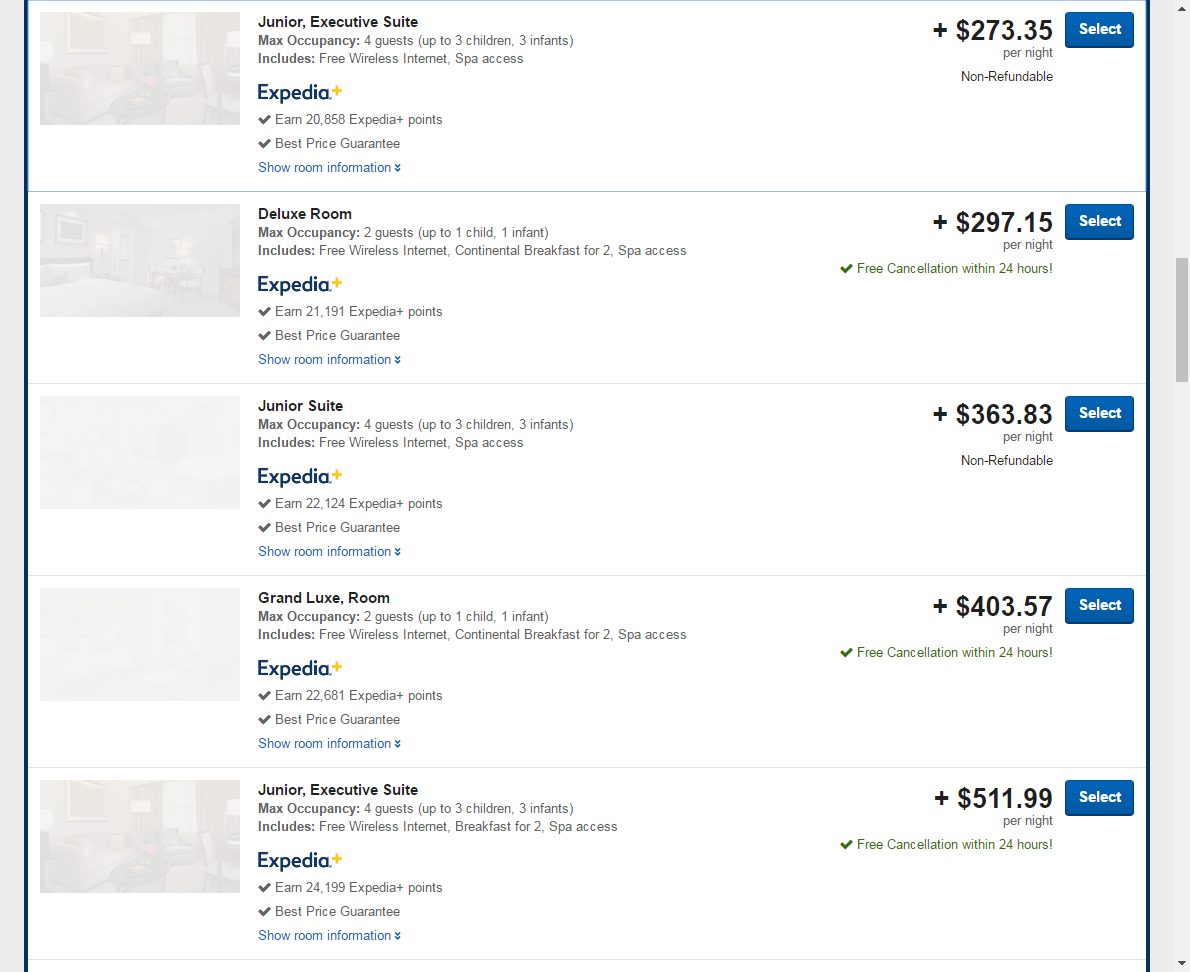 Junior, Executive Suite
+ $273.35
Select
Max Occupancy: 4 guests (up to 3 children, 3 infants)
per night
Includes: Free Wireless Internet, Spa access
Non-Refundable
Expedia+
Earn 20,858 Expedia+ points
Best Price Guarantee
Show room information
Deluxe Room
+ $297.15
Select
Max Occupancy: 2 guests (up to 1 child, 1 infant)
per night
Includes: Free Wireless Internet, Continental Breakfast for 2, Spa access
Free Cancellation within 24 hours!
Expedia+
Earn 21,191 Expedia+ points
Best Price Guarantee
Show room information
Junior Suite
+ $363.83
Select
Max Occupancy: 4 guests (up to 3 children, 3 infants)
per night
Includes: Free Wireless Internet, Spa access
Non-Refundable
Expedia+
Earn 22,124 Expedia+ points
Best Price Guarantee
Show room information
Grand Luxe, Room
+ $403.57
Select
Max Occupancy: 2 guests (up to 1 child, 1 infant)
per night
Includes: Free Wireless Internet, Continental Breakfast for 2, Spa access
Free Cancellation within 24 hours!
Expedia+
Earn 22,681 Expedia+ points
Best Price Guarantee
Show room information
Junior, Executive Suite
+ $511.99
Select
Max Occupancy: 4 guests (up to 3 children, 3 infants)
per night
Includes: Free Wireless Internet, Breakfast for 2, Spa access
Free Cancellation within 24 hours!
Expedia+
Earn 24,199 Expedia+ points
Best Price Guarantee
Show room information